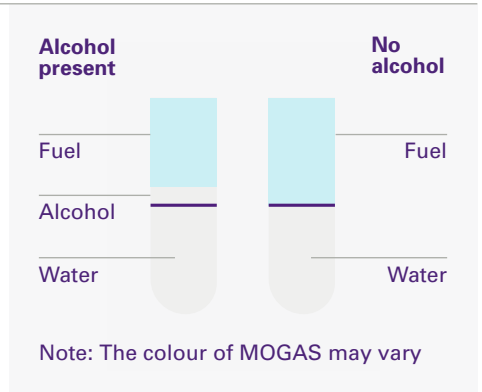 Alcohol
present
No
alcohol
Fuel
Fuel
Alcohol
Water
Water
Note: The colour of MOGAS may vary